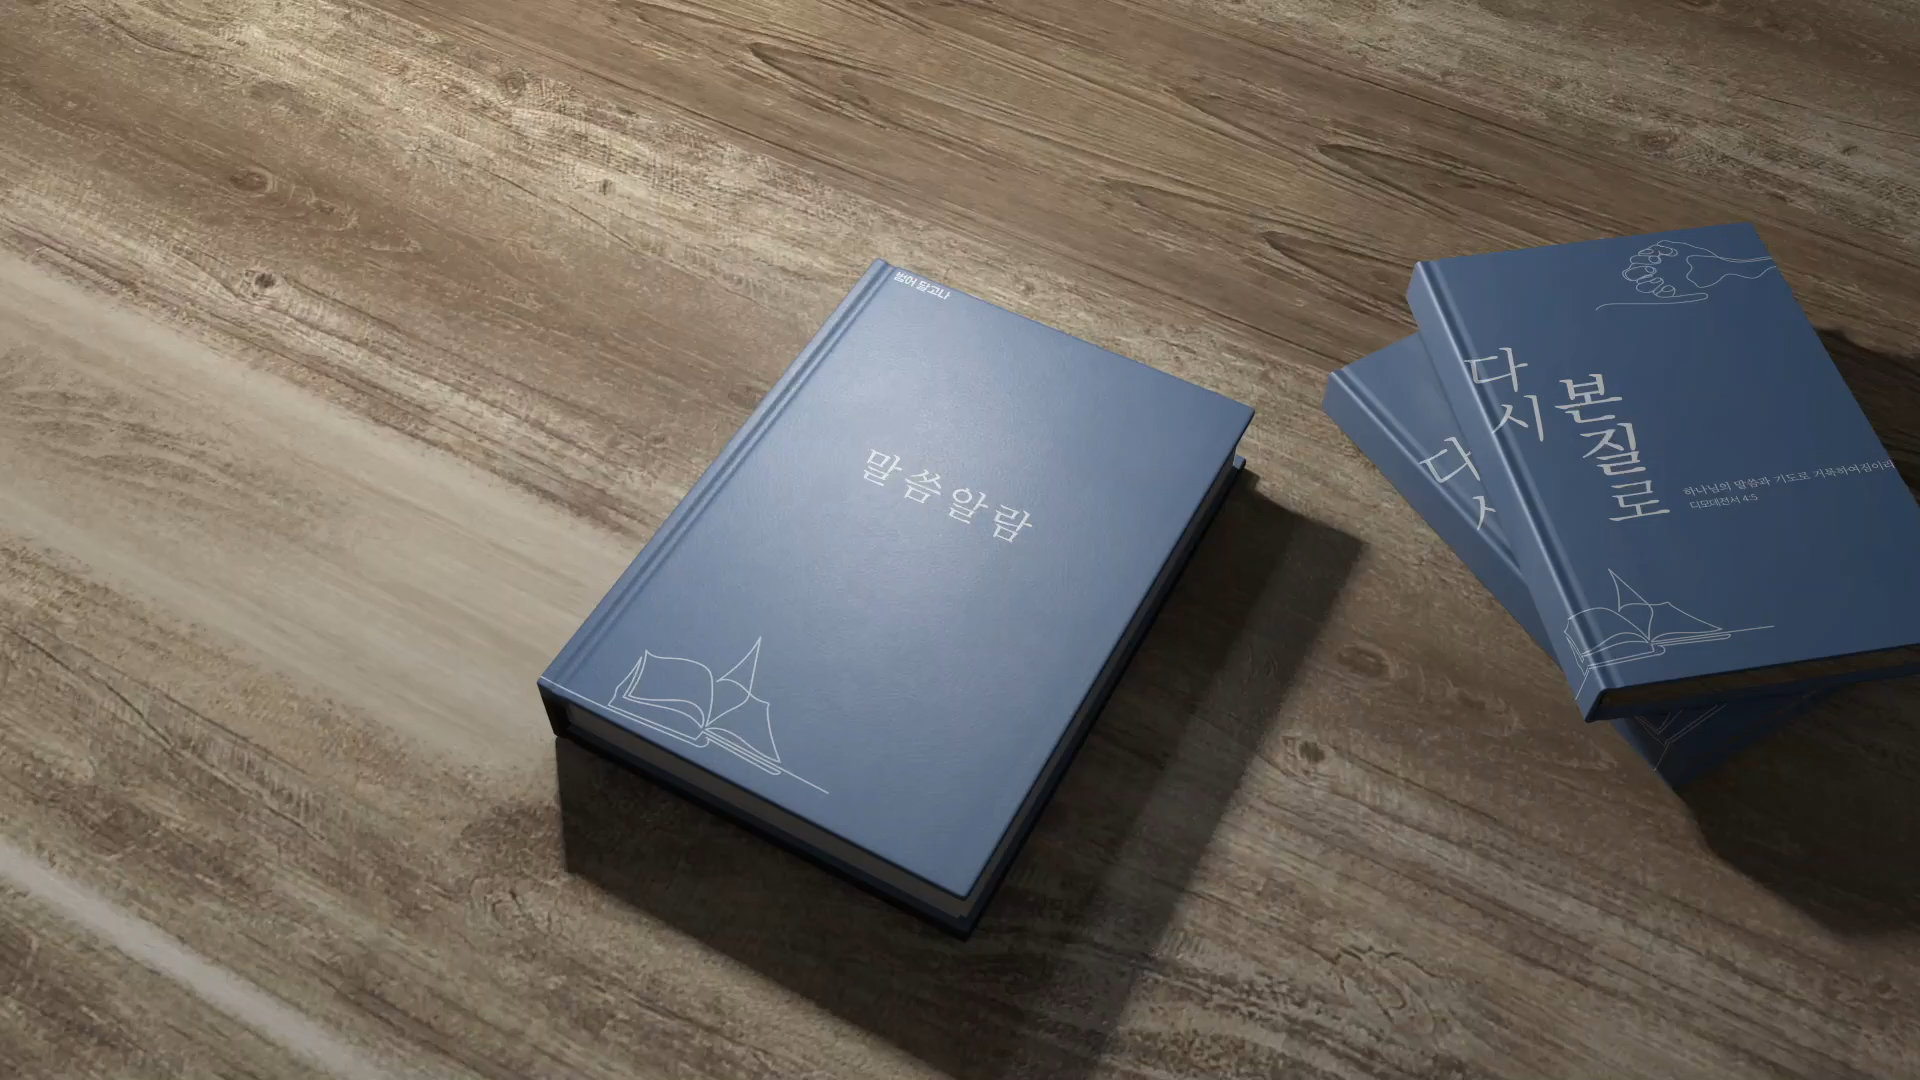 말씀알람
다시
본질로
하나님의 말씀과 기도로 거룩하여짐이라
디모데전서 4:5
다